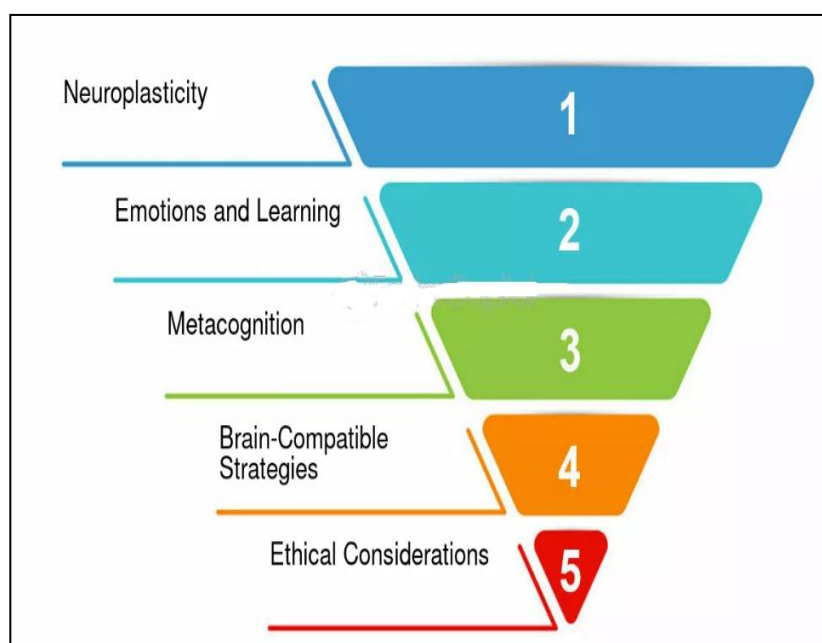 Neuroplasticity
1
Emotions and Learning
2
Metacognition
3
Brain-Compatible
Strategies
4
Ethical Considerations
5